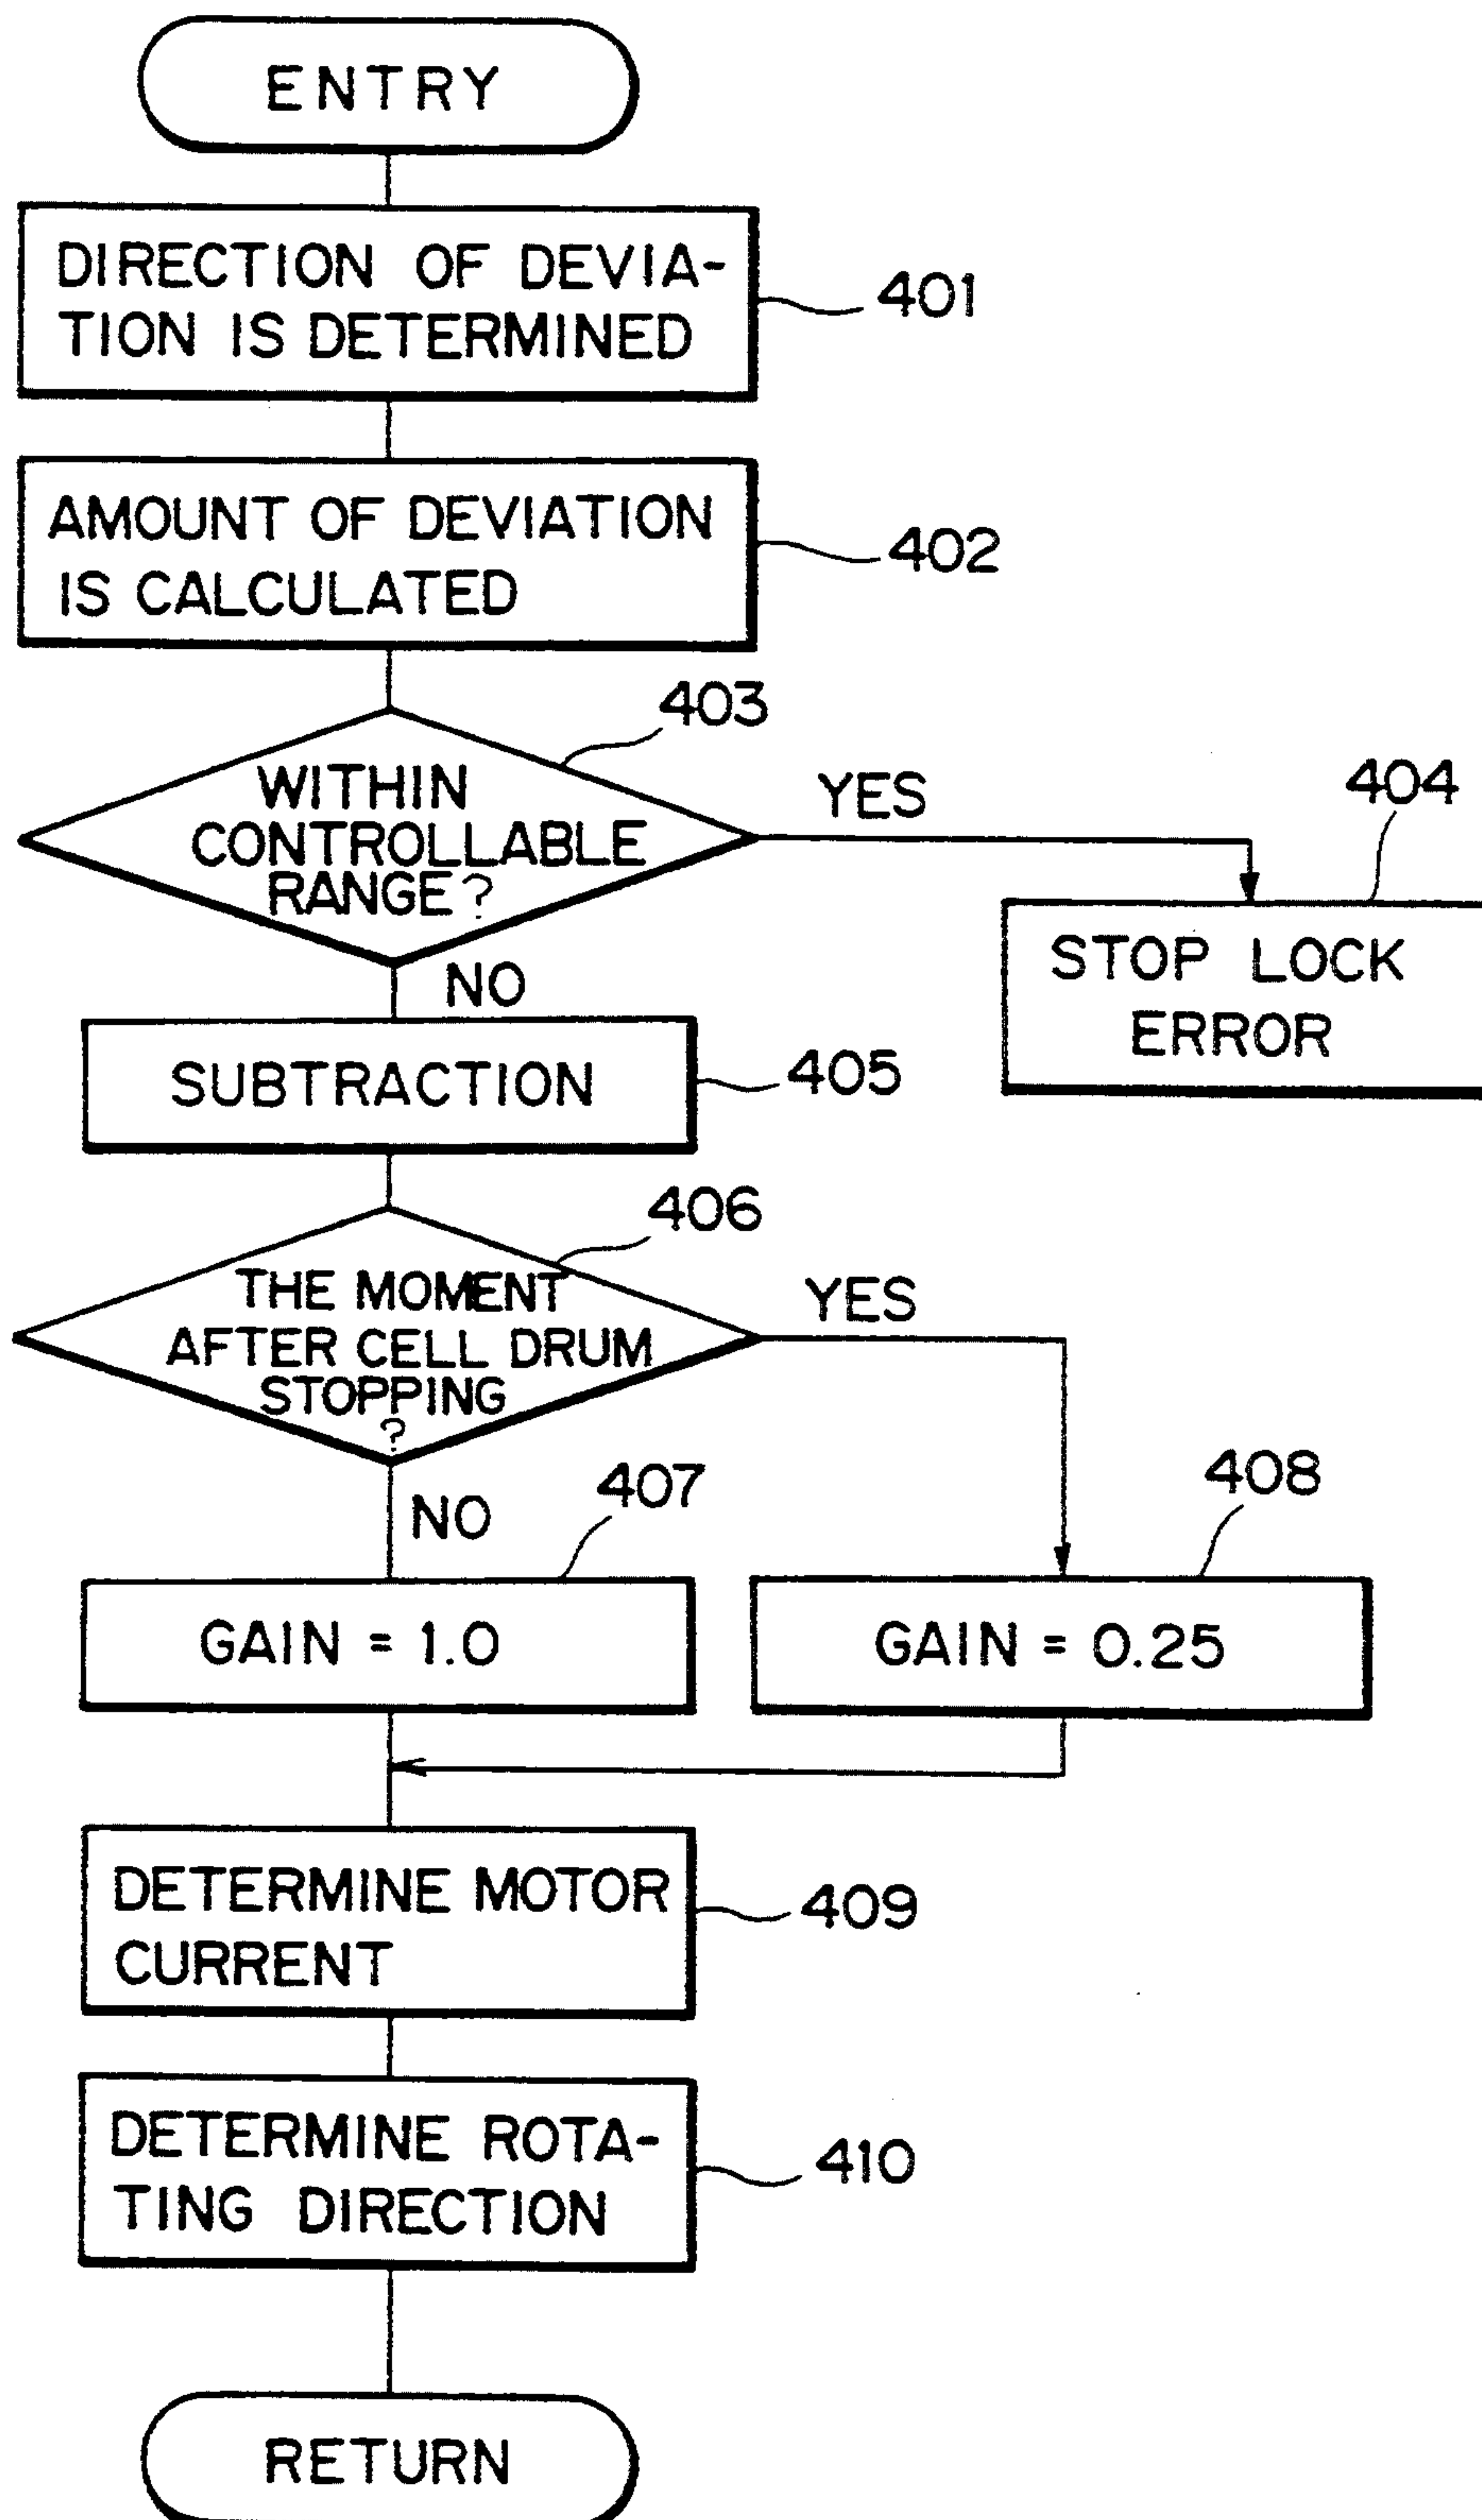 ENTRY
DIRECTION OF DEVIA-
TION IS DETERMINED
401
AMOUNT OF DEVIATION
IS CALCULATED
402
403
WITHIN
CONTROLLABLE
RANGE?
YES
404
STOP LOCK
ERROR
NO
SUBTRACTION
405
406
THE MOMENT
AFTER CELL DRUM
STOPPING
?
YES
NO
407
408
GAIN = 1.0
GAIN = 0.25
DETERMINE MOTOR
CURRENT
409
DETERMINE ROTA-
TING DIRECTION
410
RETURN